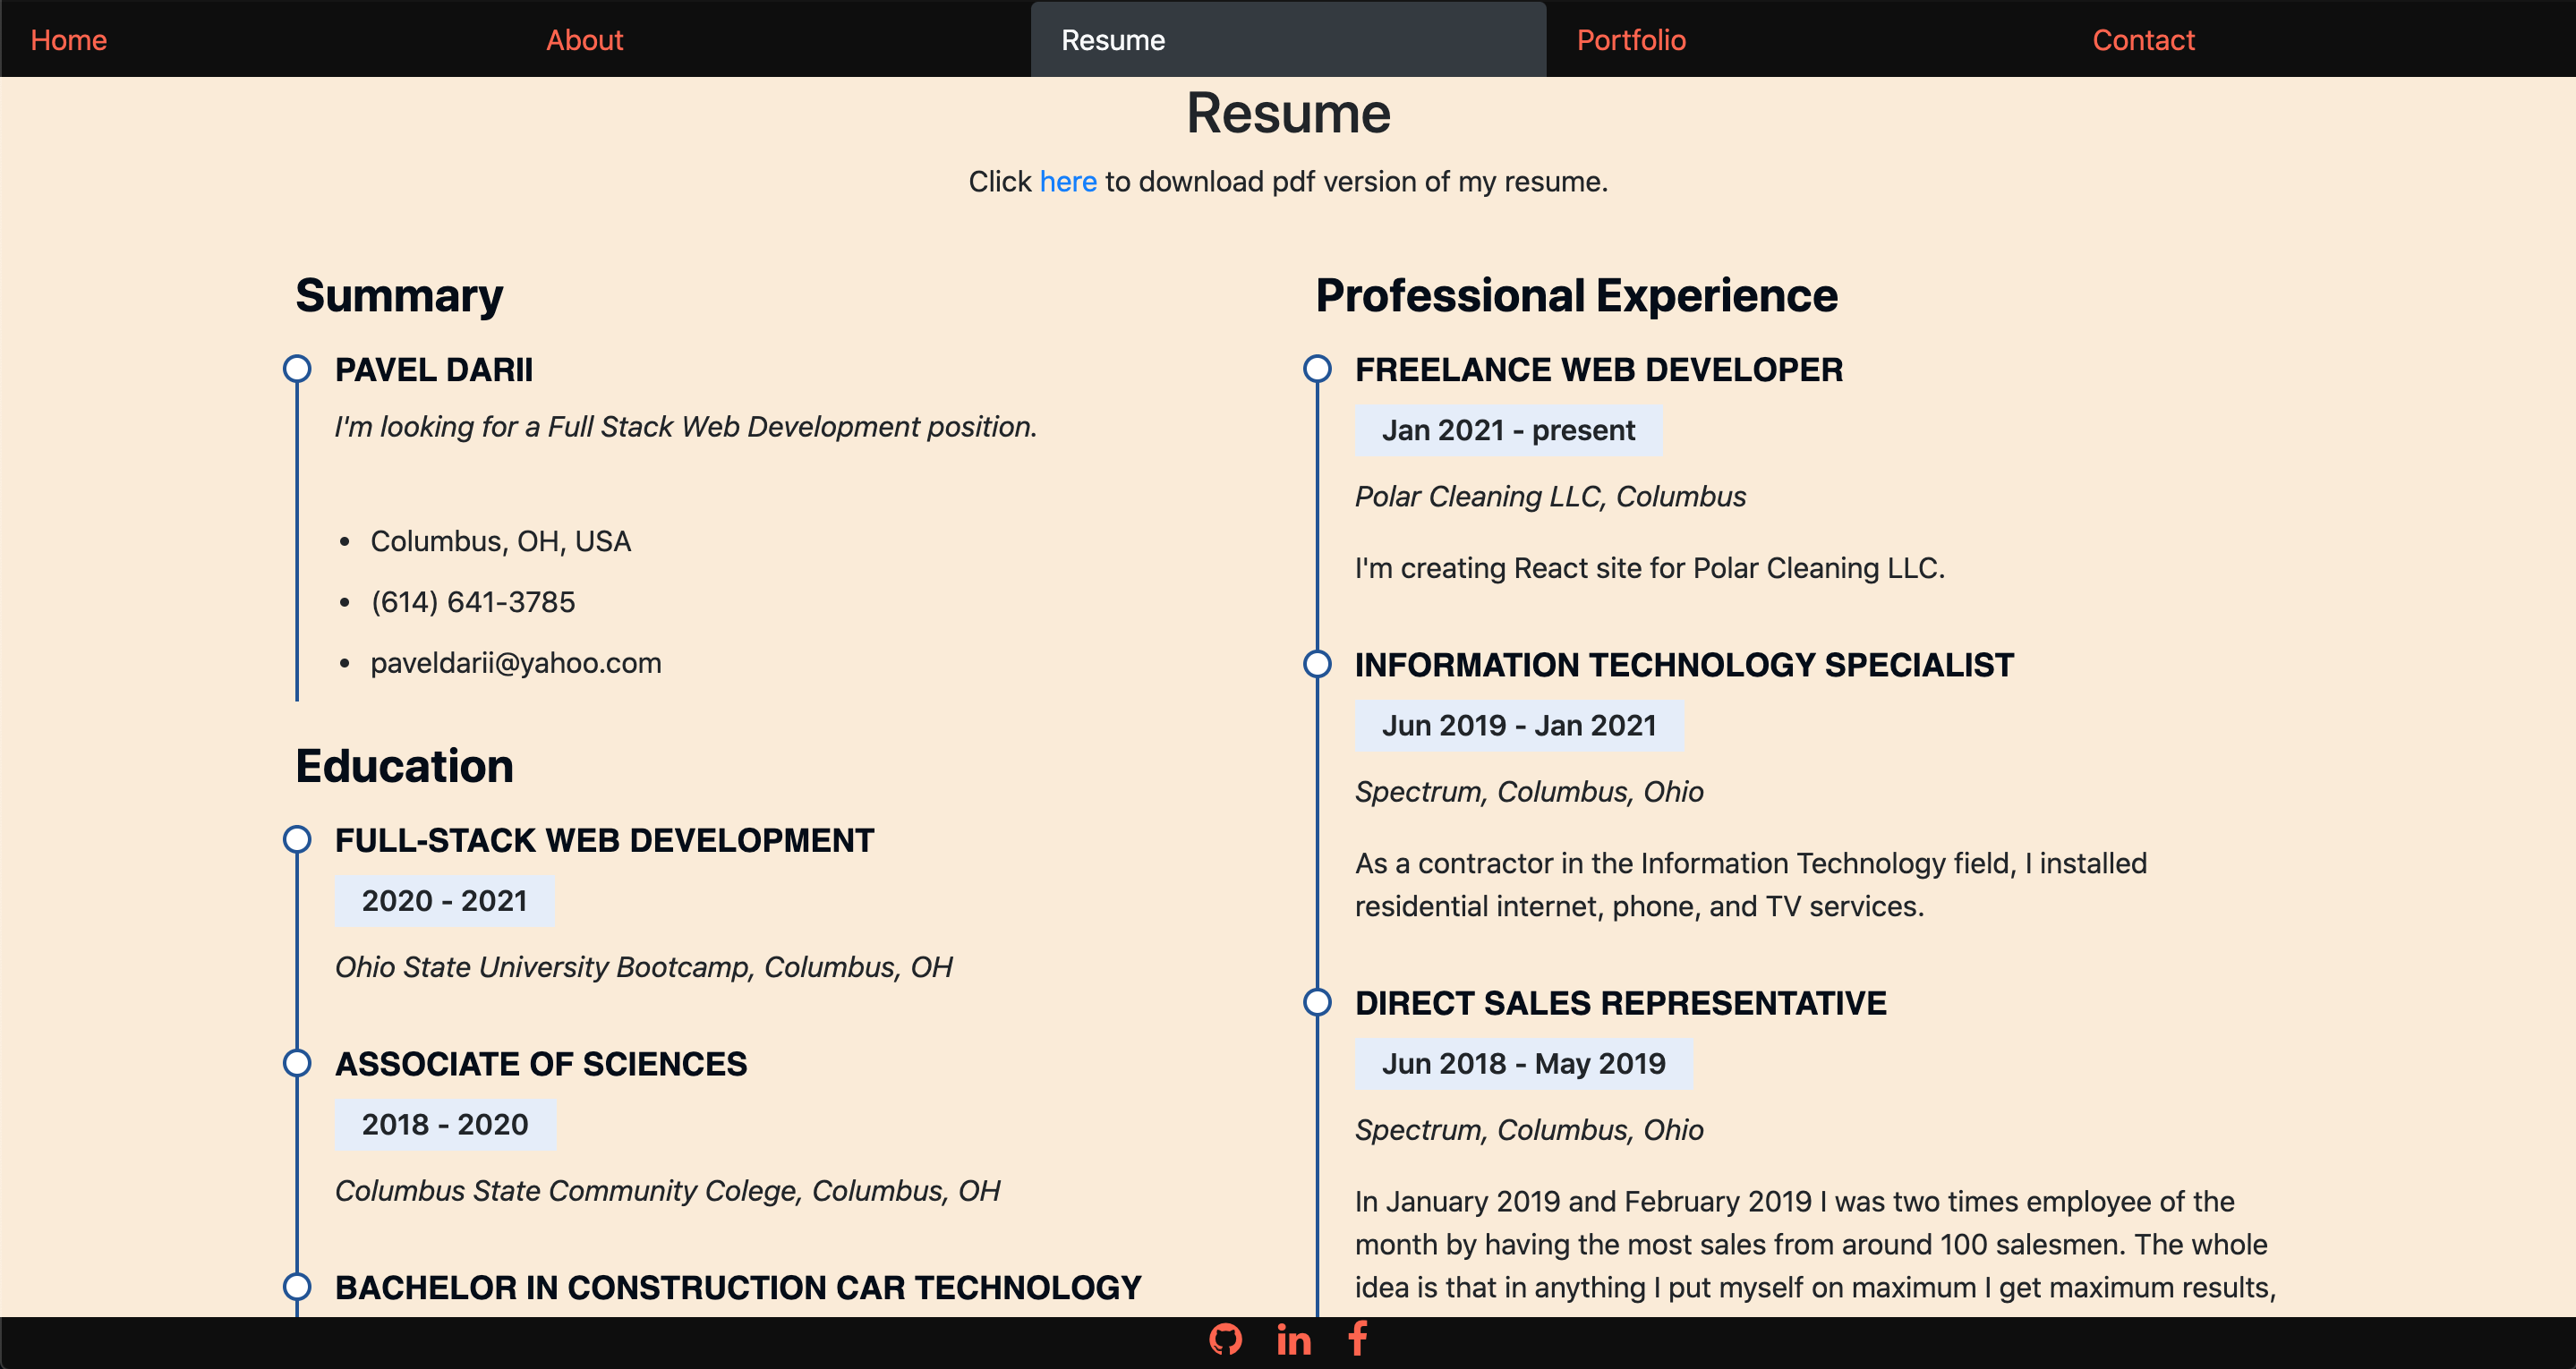 Home
About
Resume
Portfolio
Contact
Resume
Click here to download pdf version of my resume.
Summary
PAVEL DARII
I'm looking for a Full Stack Web Development position.
• Columbus, OH, USA
• (614) 641-3785
• paveldarii@yahoo.com
Education
FULL-STACK WEB DEVELOPMENT
2020 - 2021
Ohio State University Bootcamp, Columbus, OH
ASSOCIATE OF SCIENCES
2018 - 2020
Columbus State Community Colege, Columbus, OH
BACHELOR IN CONSTRUCTION CAR TECHNOLOGY
Professional Experience
FREELANCE WEB DEVELOPER
Jan 2021 - present
Polar Cleaning LLC, Columbus
I'm creating React site for Polar Cleaning LLC.
INFORMATION TECHNOLOGY SPECIALIST
Jun 2019 - Jan 2021
Spectrum, Columbus, Ohio
As a contractor in the Information Technology field, I installed
residential internet, phone, and TV services.
DIRECT SALES REPRESENTATIVE
Jun 2018 - May 2019
Spectrum, Columbus, Ohio
In January 2019 and February 2019 I was two times employee of the
month by having the most sales from around 100 salesmen. The whole
idea is that in anything I put myself on maximum I get maximum results,
in
f